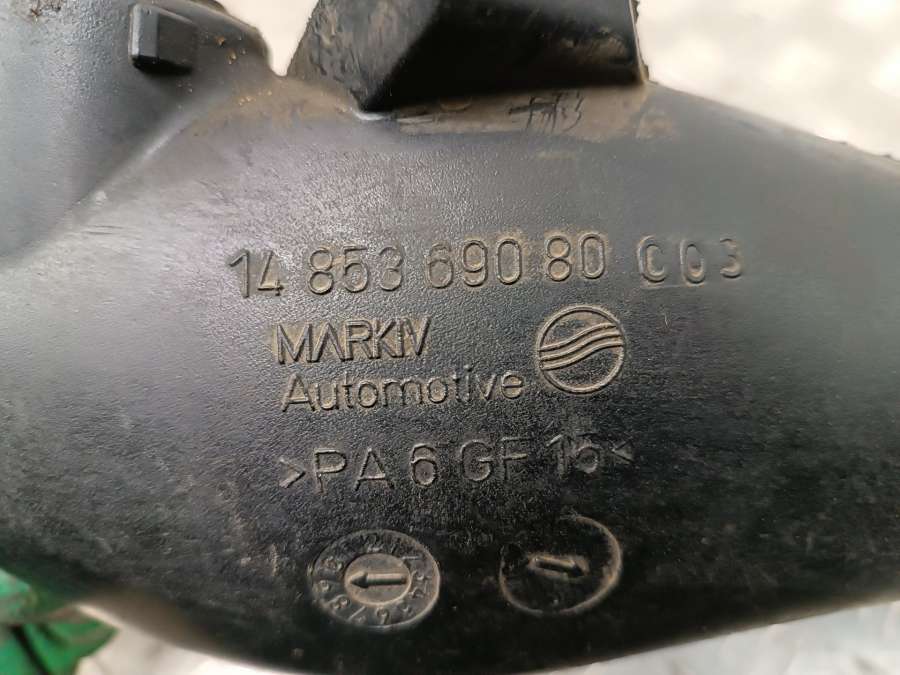 14 853 690 80 C03
MARKIV
Automotive
>PA 6 GF 15<